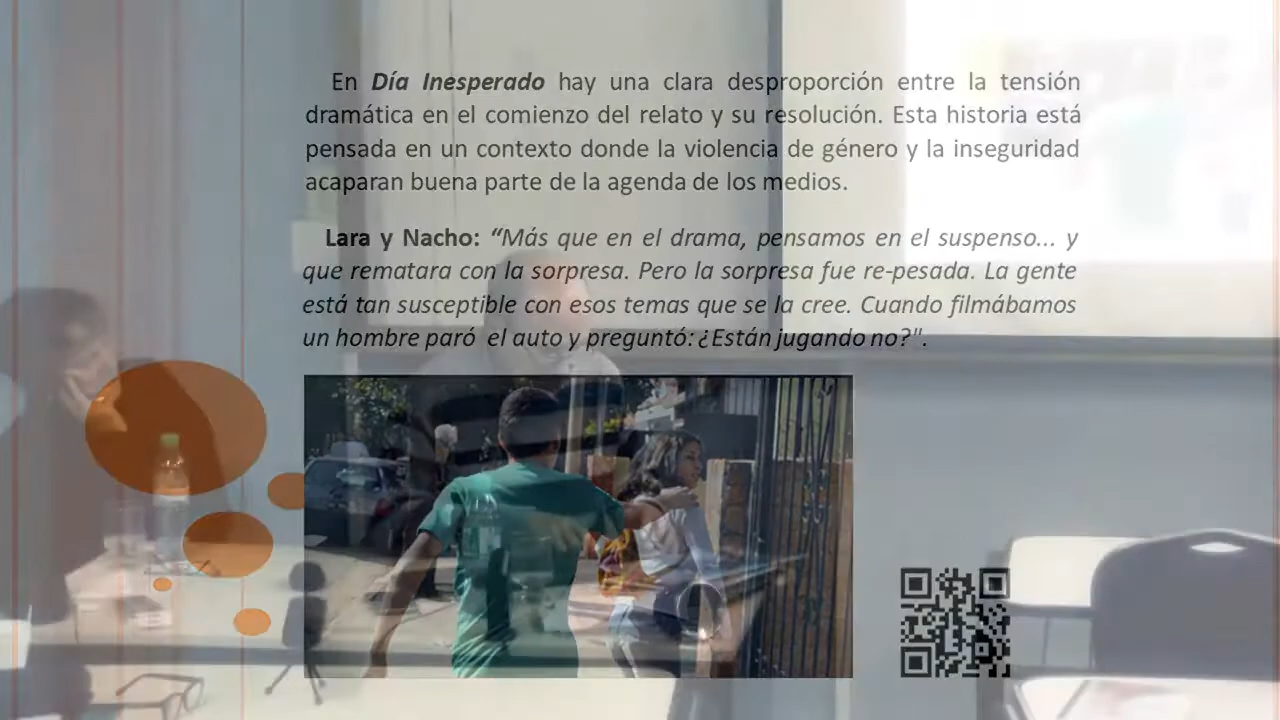 En Día Inesperado hay una clara desproporción entre la tensión
dramática en el comienzo del relato y su resolución. Esta historia está
pensada en un contexto donde la violencia de género y la inseguridad
acaparan buena parte de la agenda de los medios.
Lara y Nacho: “Más que en el drama, pensamos en el suspenso... y
que rematara con la sorpresa. Pero la sorpresa fue re-pesada. La gente
está tan susceptible con esos temas que se la cree. Cuando filmábamos
un hombre paró el auto y preguntó: ¿Están jugando no?".